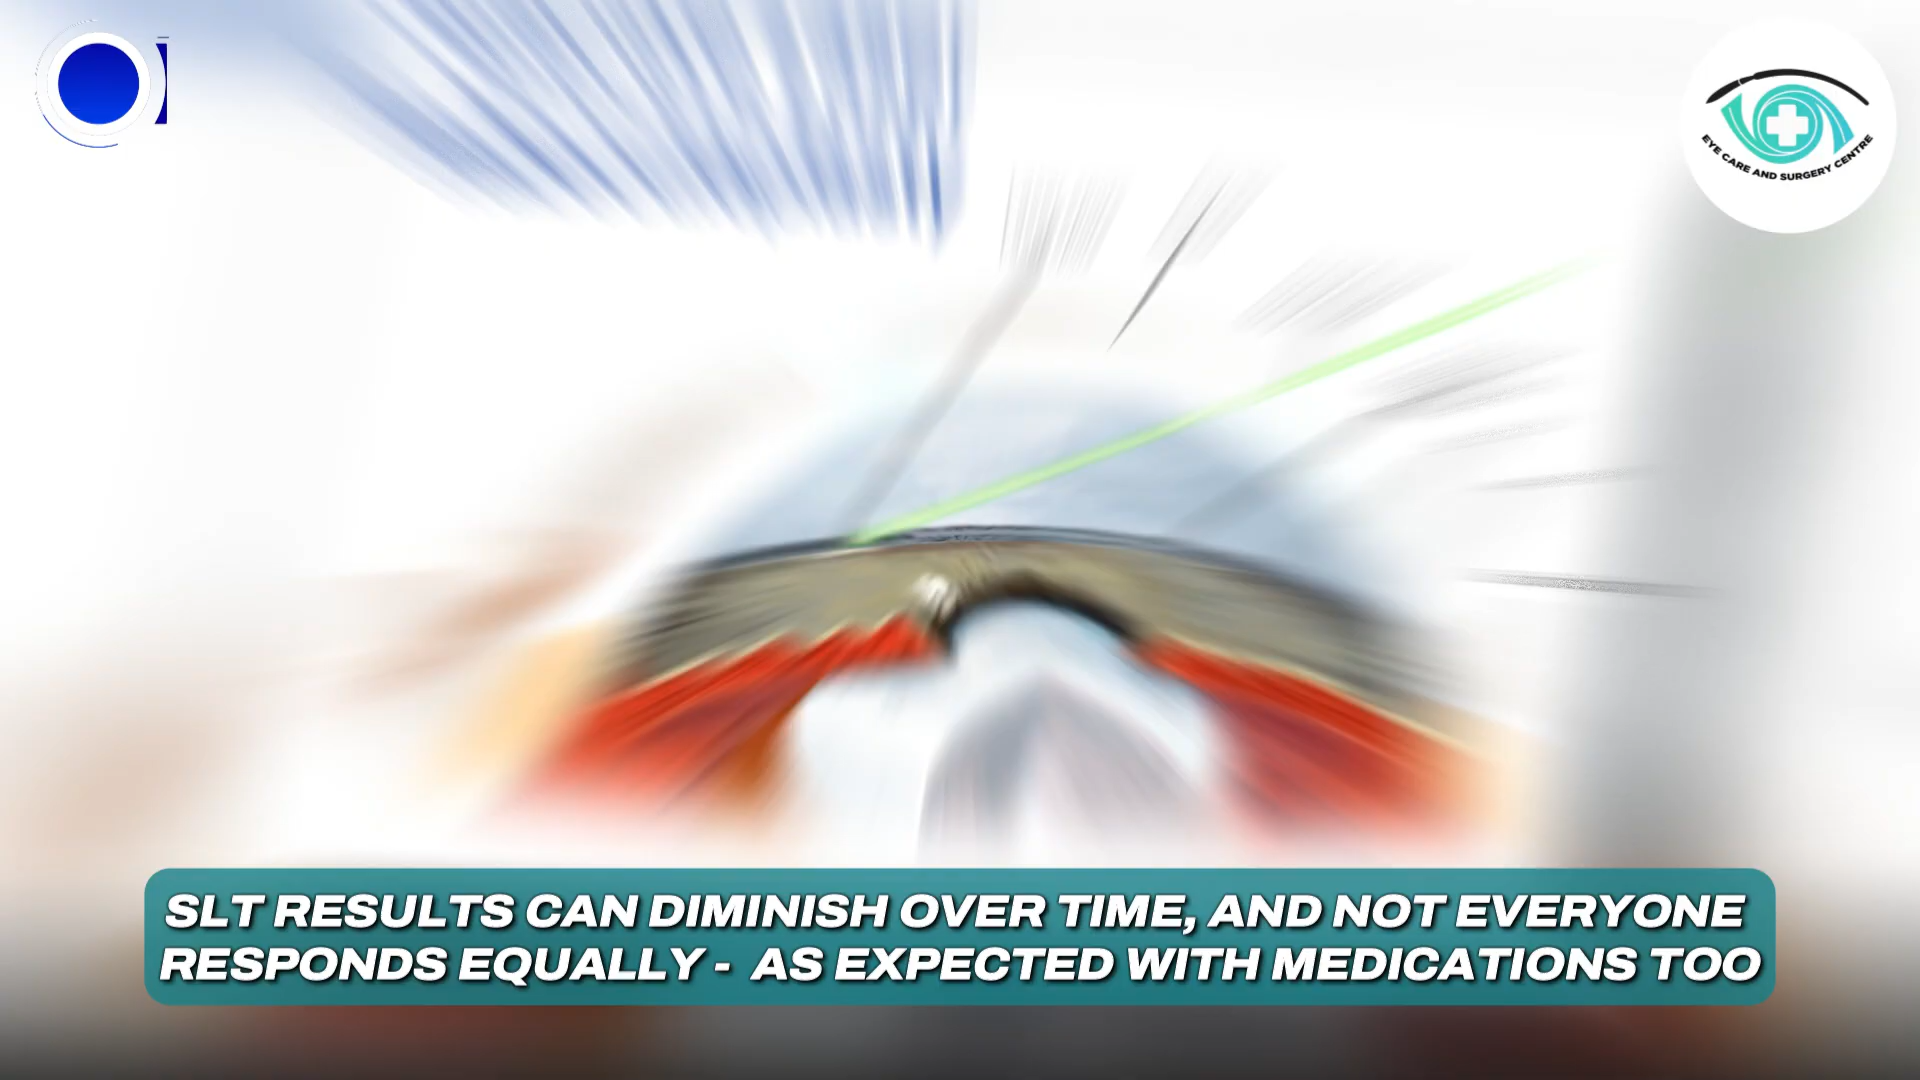 EYE CARE AND SURGERY CENTRE
SLT RESULTS CAN DIMINISH OVER TIME, AND NOT EVERYONE
RESPONDS EQUALLY - AS EXPECTED WITH MEDICATIONS TOO